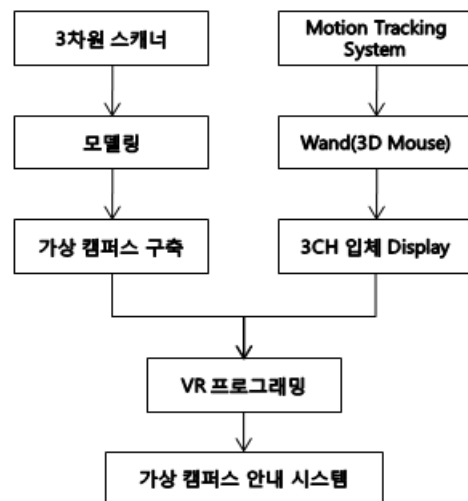 3차원 스캐너
Motion Tracking
System
모델링
Wand(3D Mouse)
가상 캠퍼스 구축
3CH 입체 Display
VR 프로그래밍
가상 캠퍼스 안내 시스템